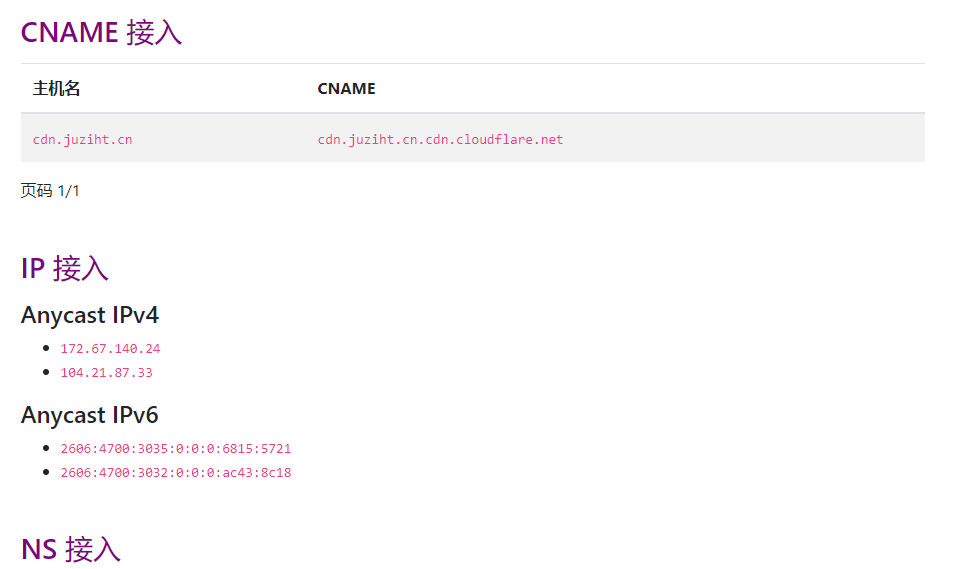 CNAME 接入
主机名 CNAME
cdn.juziht.cn cdn.juziht.cn.cdn.cloudflare.net
页码 1/1
IP 接入
Anycast IPv4
172.67.140.24
104.21.87.33
Anycast IPv6
2606:4700:3035:0:0:0:6815:5721
2606:4700:3032:0:0:0:ac43:8c18
NS 接入